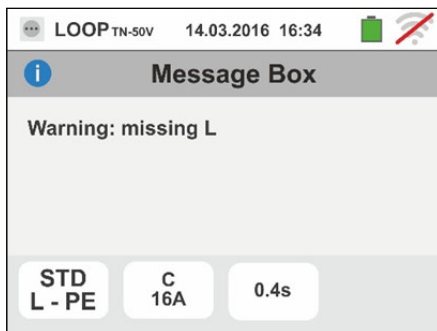 LOOP TN-50V 14.03.2016 16:34
i Message Box
Warning: missing L
STD C 0.4s
L - PE 16A